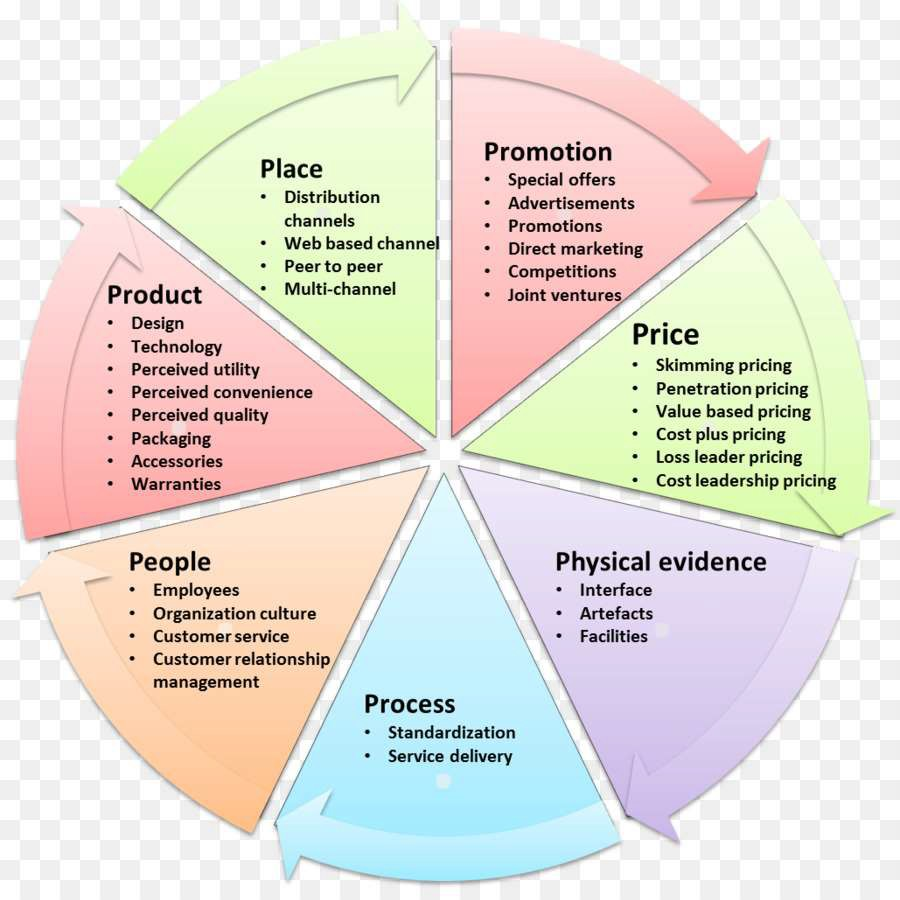 Place
• Distribution
channels
• Web based channel
• Peer to peer
• Multi-channel
Promotion
• Special offers
• Advertisements
• Promotions
• Direct marketing
• Competitions
• Joint ventures
Price
• Skimming pricing
• Penetration pricing
• Value based pricing
• Cost plus pricing
• Loss leader pricing
• Cost leadership pricing
Physical evidence
• Interface
• Artefacts
• Facilities
Process
• Standardization
• Service delivery
People
• Employees
• Organization culture
• Customer service
• Customer relationship
management
Product
• Design
• Technology
• Perceived utility
• Perceived convenience
• Perceived quality
• Packaging
• Accessories
• Warranties